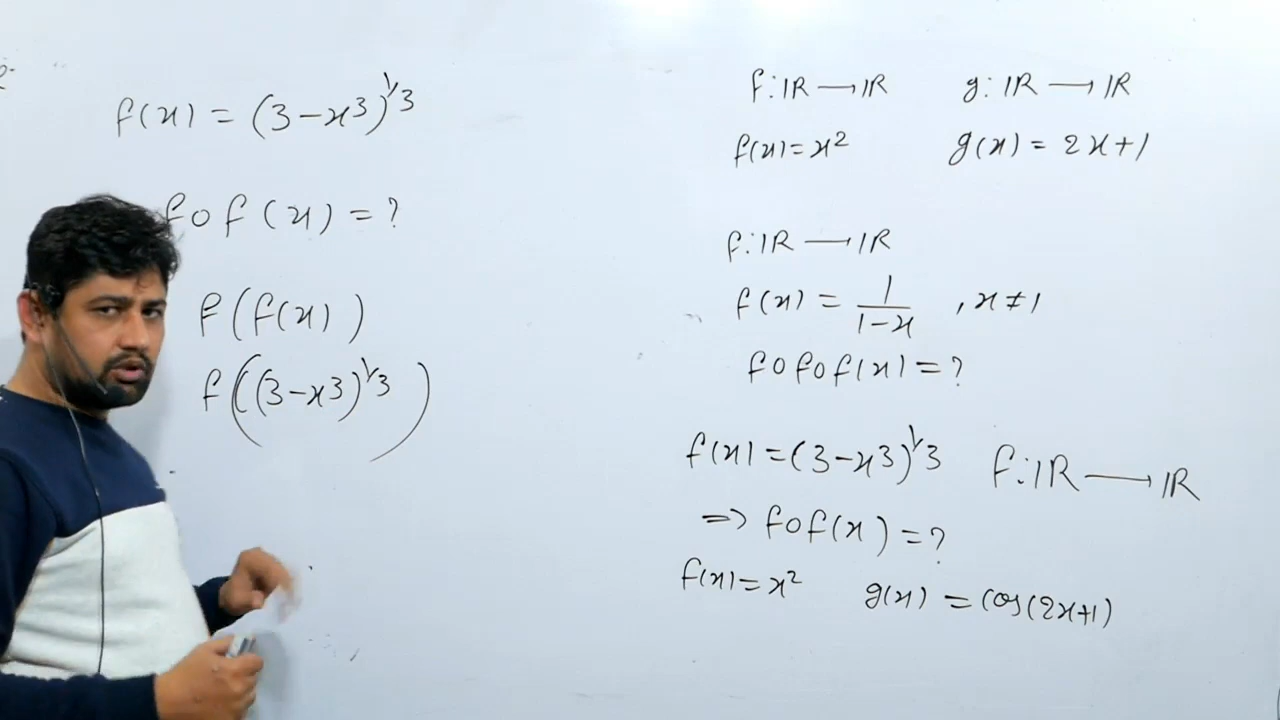 f(x) = (3-x³)^1/3
fof(x) = ?
f(f(x))
f((3-x³)^1/3)
f:ℝ→ℝ g:ℝ→ℝ
f(x)=x² g(x)=2x+1
f:ℝ→ℝ
f(x) = 1/(1-x) , x≠1
fofof(x)=?
f(x)=(3-x³)^1/3 f:ℝ→ℝ
=> fof(x)=?
f(x)=x² g(x) = cos(2x+1)